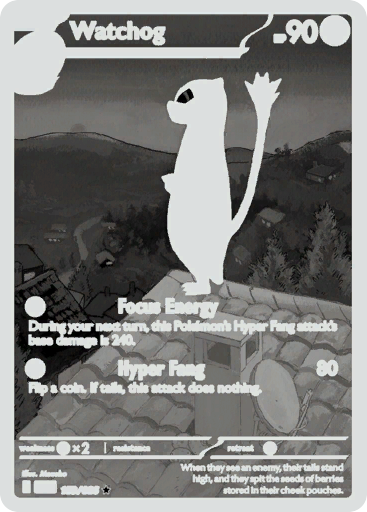 Watchog
HP 90
Focus Energy
During your next turn, this Pokémon's Hyper Fang attack's
base damage is 240.
Hyper Fang 80
Flip a coin. If tails, this attack does nothing.
weakness ×2 resistance retreat
When they see an enemy, their tails stand
high, and they spit the seeds of berries
stored in their cheek pouches.